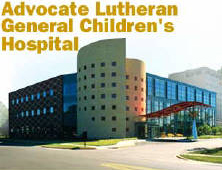 Advocate Lutheran
General Children's
Hospital